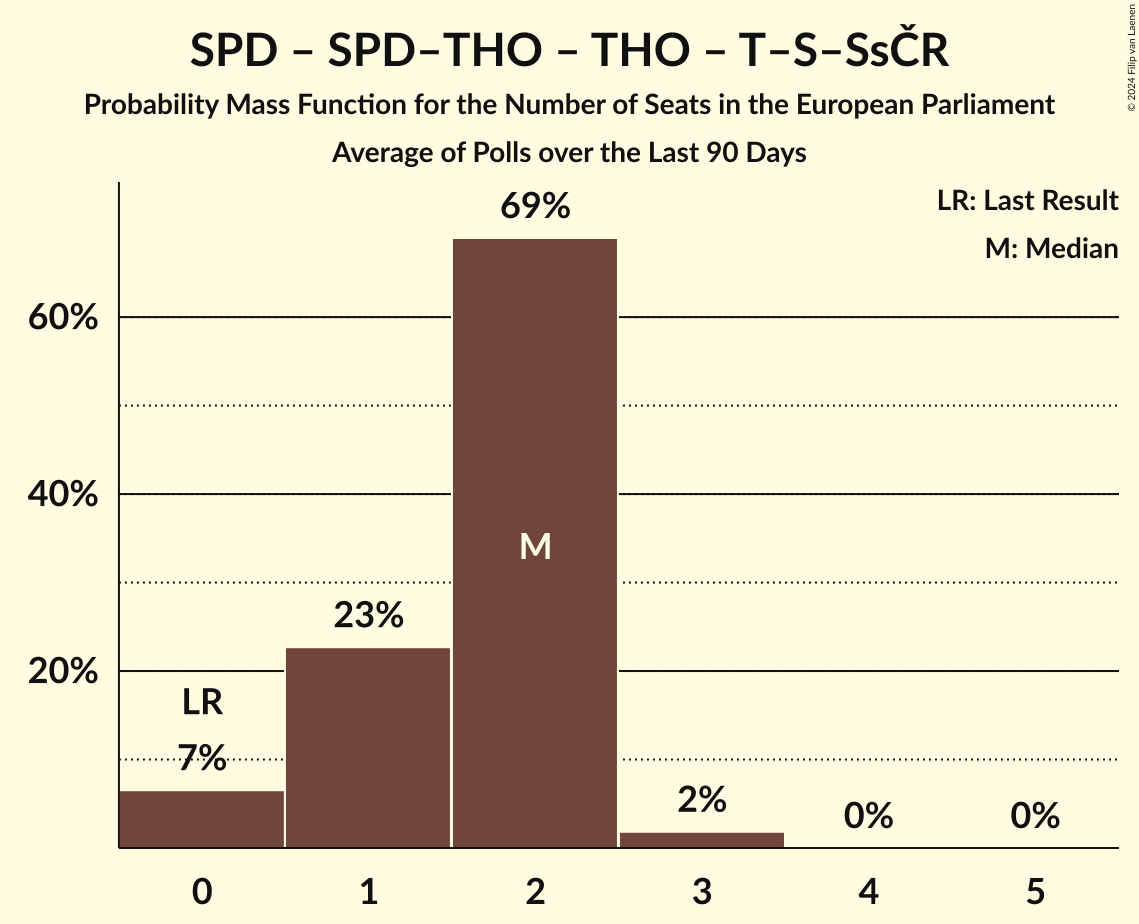 SPD – SPD–THO – THO – T–S–SsČR
Probability Mass Function for the Number of Seats in the European Parliament
Average of Polls over the Last 90 Days
© 2024 Filip van Laenen
LR: Last Result
M: Median
69%
60%
40%
M
23%
20%
LR
7%
2%
0%
0%
0 1 2 3 4 5